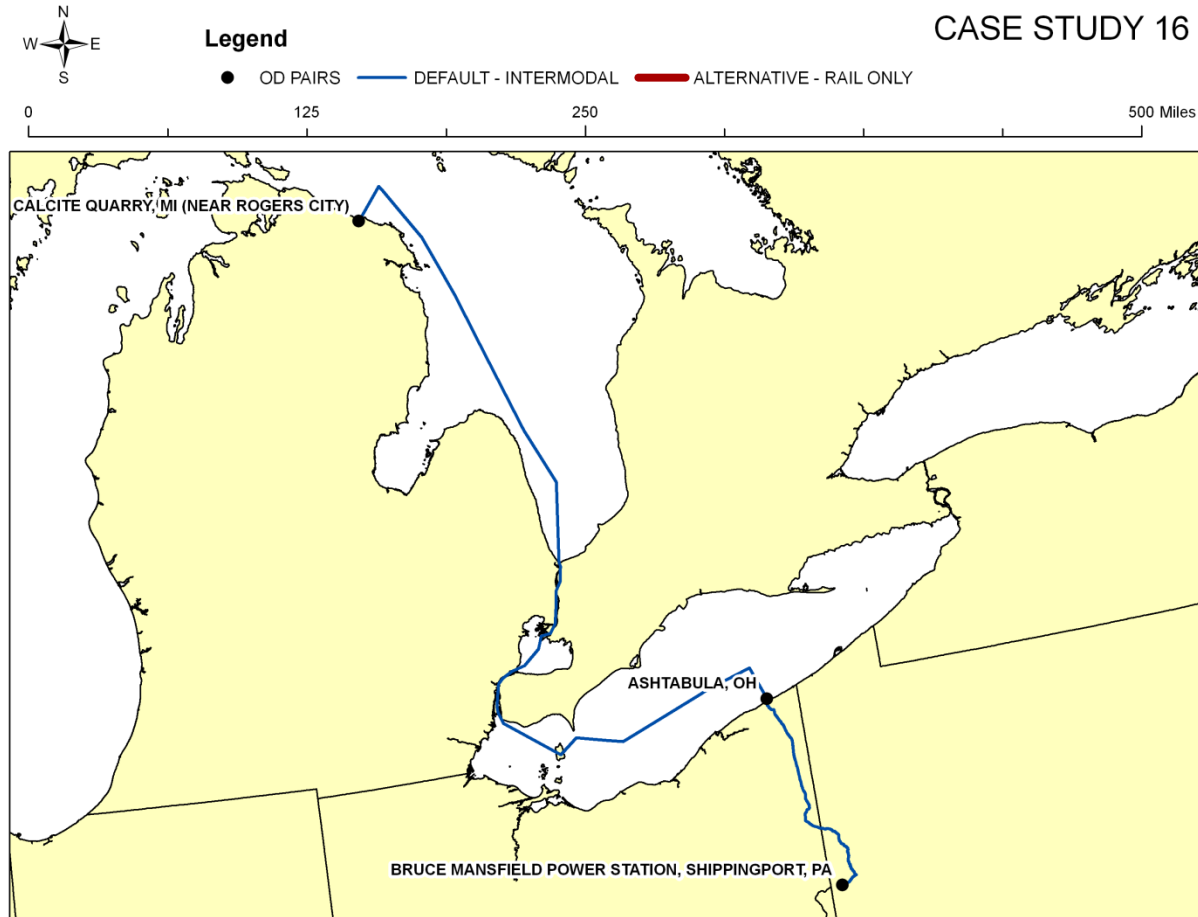 CASE STUDY 16
N
W E
S
Legend
OD PAIRS DEFAULT - INTERMODAL ALTERNATIVE - RAIL ONLY
0 125 250 500 Miles
CALCITE QUARRY, MI (NEAR ROGERS CITY)
ASHTABULA, OH
BRUCE MANSFIELD POWER STATION, SHIPPINGPORT, PA